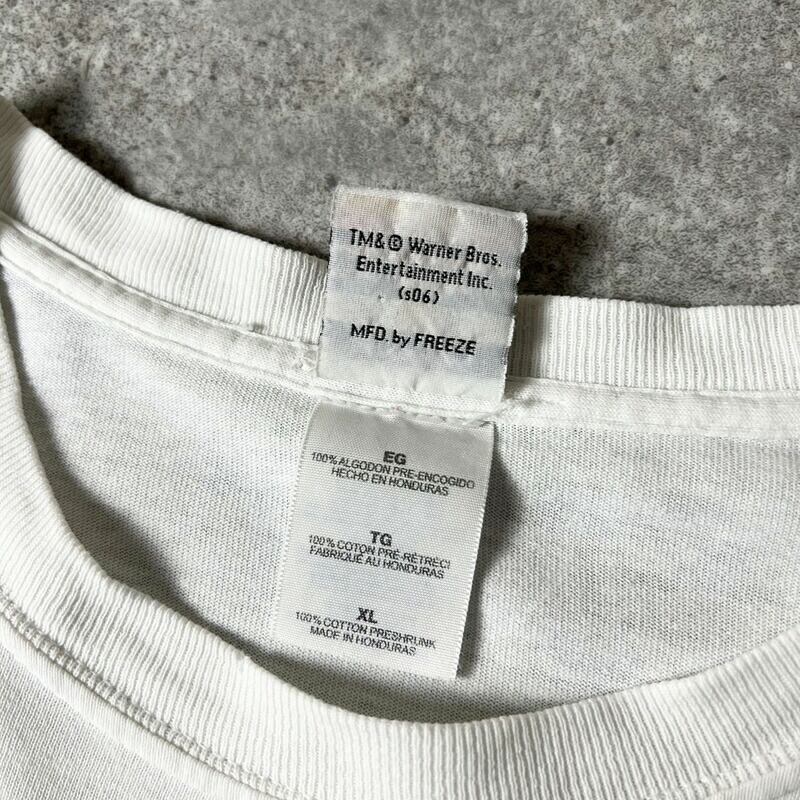 TM&© Warner Bros.
Entertainment Inc.
(s06)
MFD. by FREEZE
EG
100% ALGODON PRE-ENCOGIDO
HECHO EN HONDURAS
TG
100% COTON PRÉ-RÉTRECI
FABRIQUÉ AU HONDURAS
XL
100% COTTON PRESHRUNK
MADE IN HONDURAS